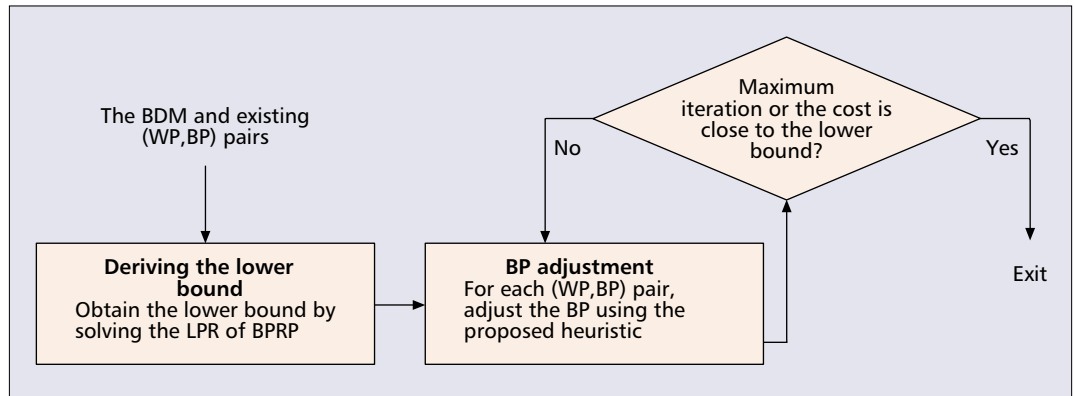 The BDM and existing
(WP,BP) pairs
Deriving the lower
bound
Obtain the lower bound by
solving the LPR of BPRP
BP adjustment
For each (WP,BP) pair,
adjust the BP using the
proposed heuristic
Maximum
iteration or the cost is
close to the lower
bound?
No
Yes
Exit